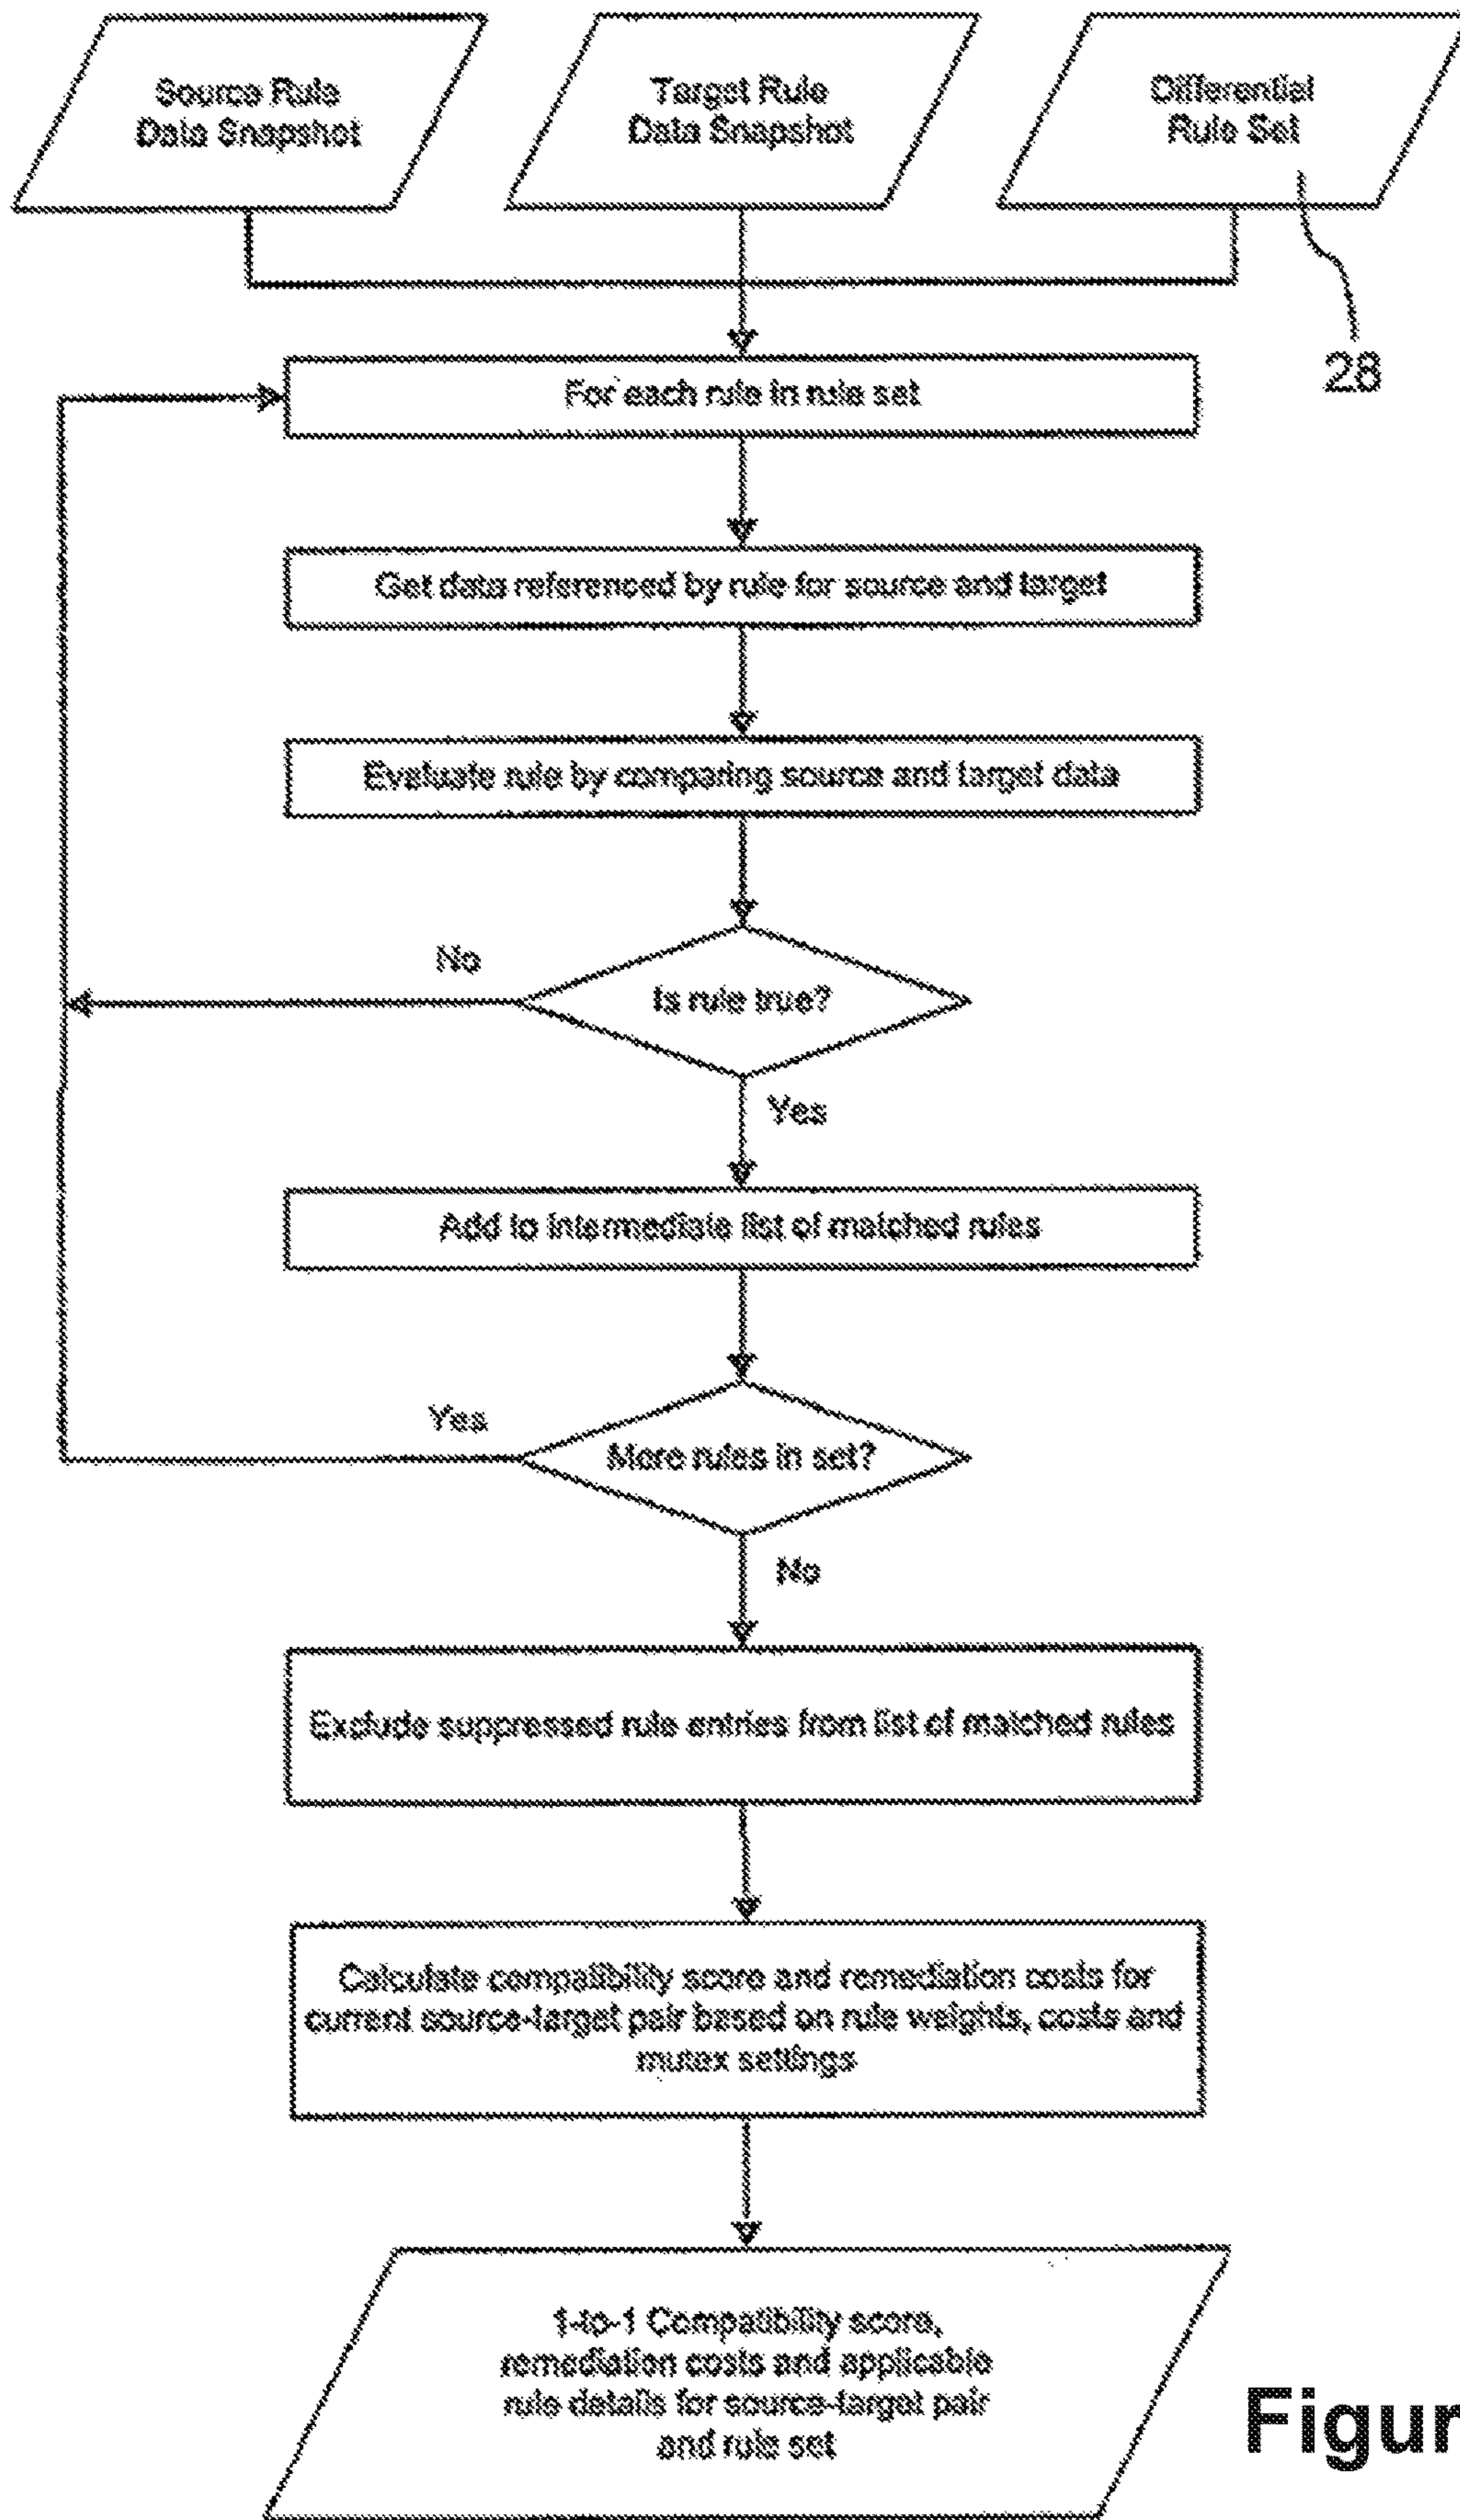 Source Rule
Data Snapshot
Target Rule
Data Snapshot
Differential
Rule Set
28
For each rule in rule set
Get data referenced by rule for source and target
Evaluate rule by comparing source and target data
No
Is rule true?
Yes
Add to intermediate list of matched rules
Yes
More rules in set?
No
Exclude suppressed rule entries from list of matched rules
Calculate compatibility score and remediation costs for
current source-target pair based on rule weights, costs and
mutex settings
1-to-1 Compatibility score,
remediation costs and applicable
rule details for source-target pair
and rule set
Figur